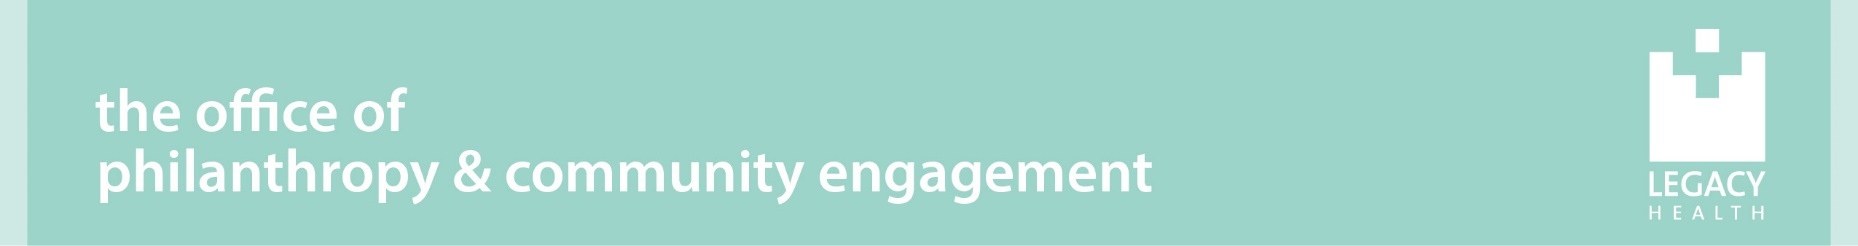 the office of
philanthropy & community engagement
LEGACY
HEALTH